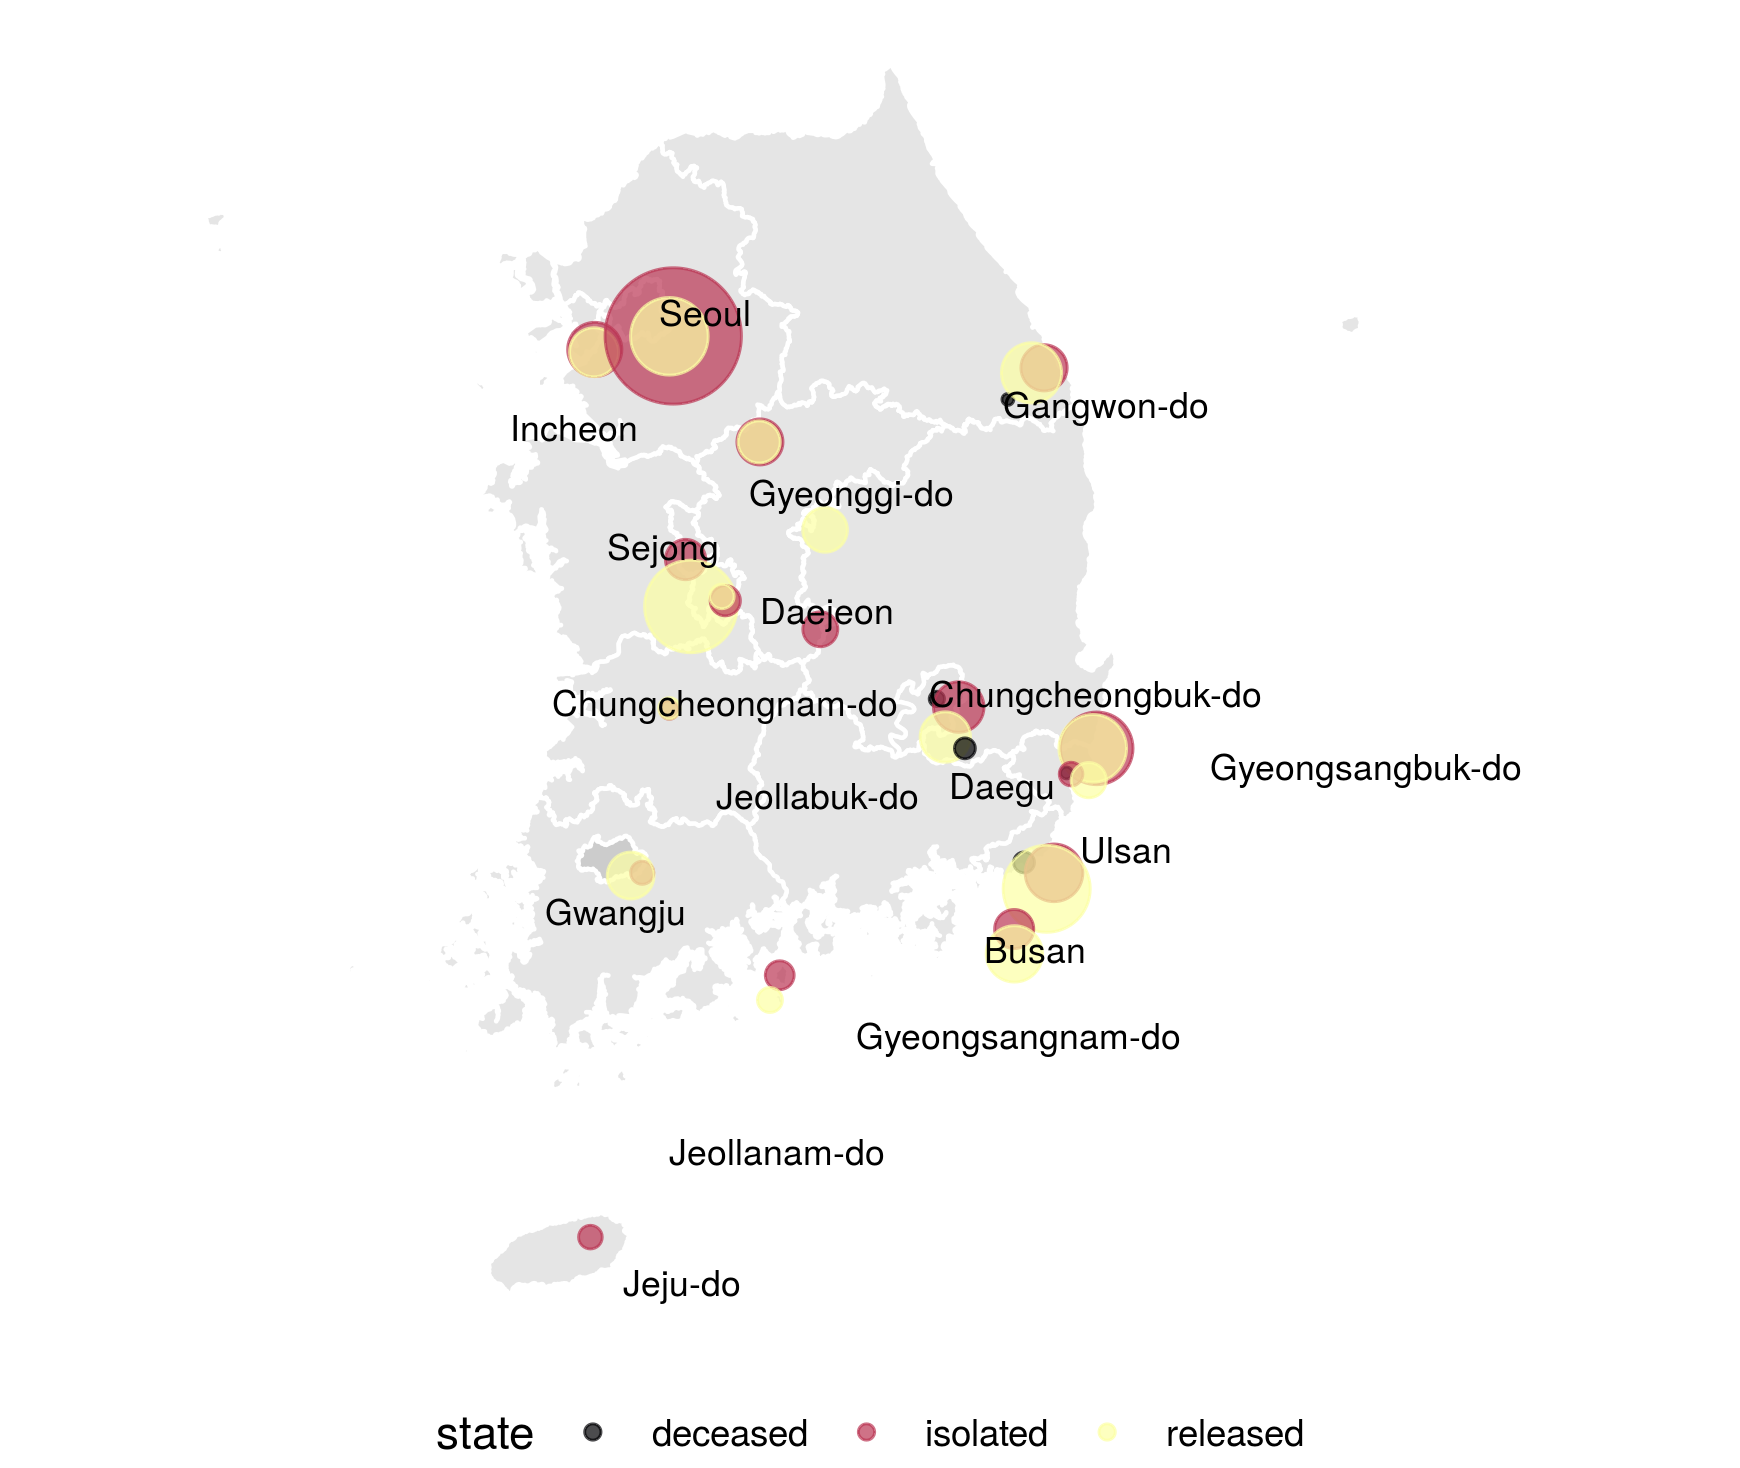 Seoul
Gangwon-do
Incheon
Gyeonggi-do
Sejong
Daejeon
Chungcheongbuk-do
Chungcheongnam-do
Gyeongsangbuk-do
Daegu
Jeollabuk-do
Ulsan
Gwangju
Busan
Gyeongsangnam-do
Jeollanam-do
Jeju-do
state deceased isolated released